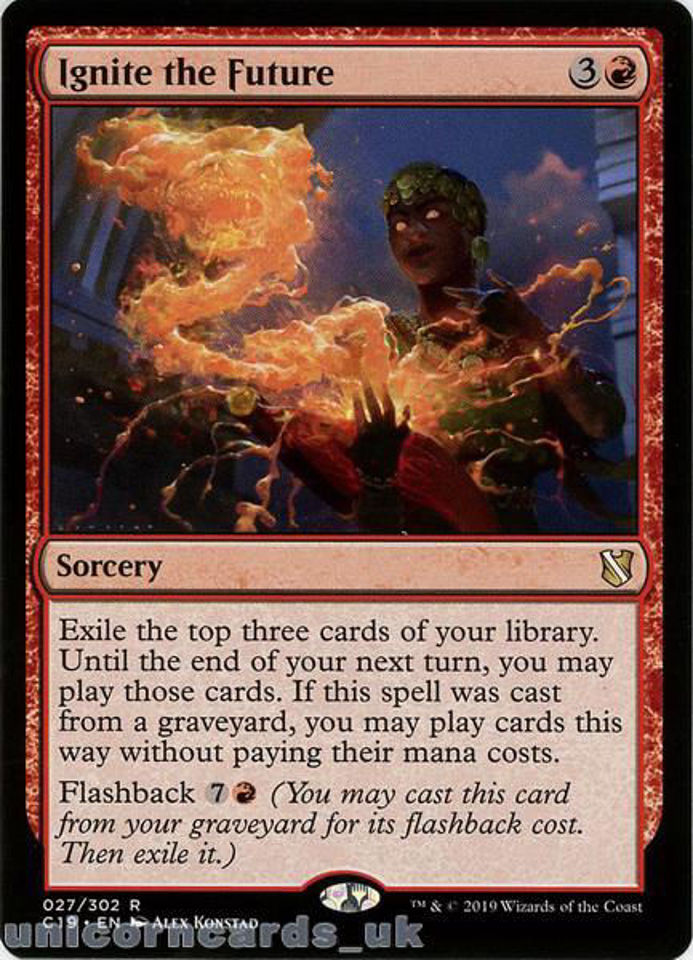 Ignite the Future 3
Sorcery
Exile the top three cards of your library.
Until the end of your next turn, you may
play those cards. If this spell was cast
from a graveyard, you may play cards this
way without paying their mana costs.
Flashback 7 (You may cast this card
from your graveyard for its flashback cost.
Then exile it.)
027/302 R
™ & © 2019 Wizards of the Coast
C19 • EN Alex Konstad
unicorncards_uk